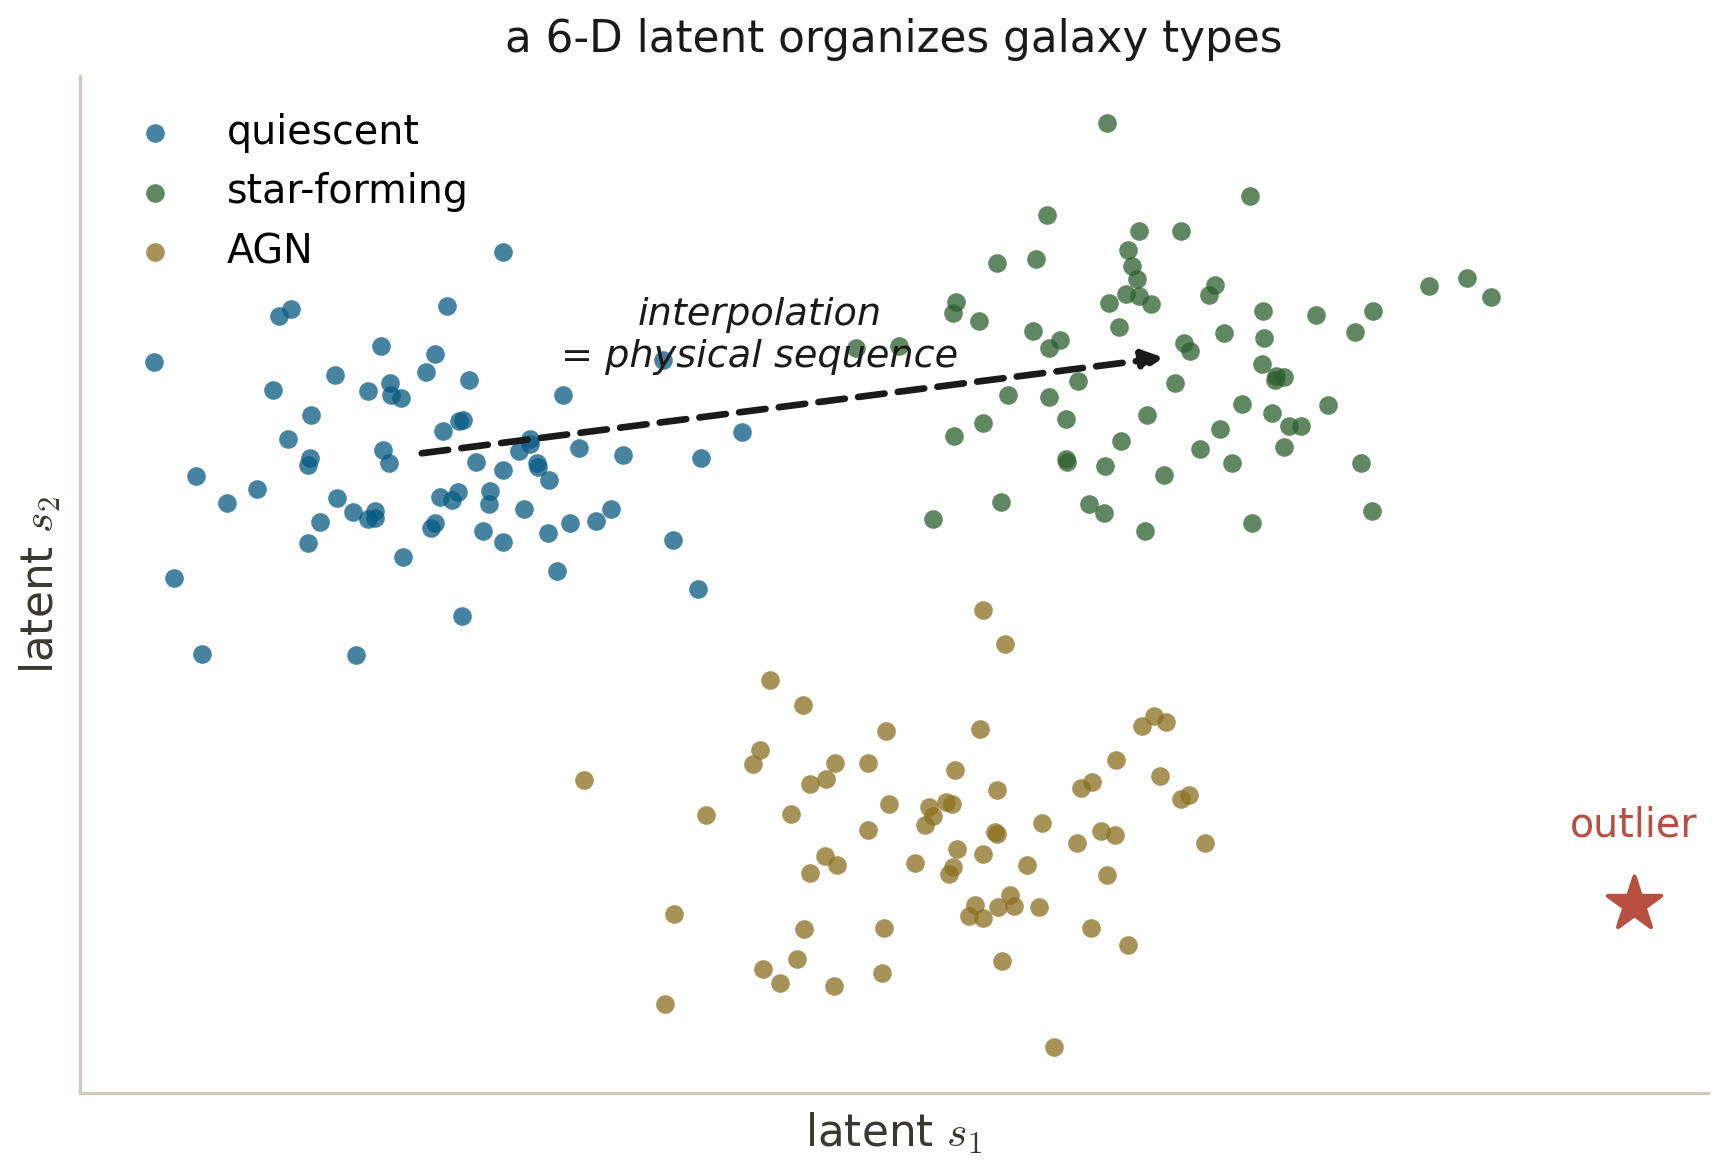 a 6-D latent organizes galaxy types
quiescent
star-forming
AGN
interpolation
= physical sequence
outlier
latent s₂
latent s₁